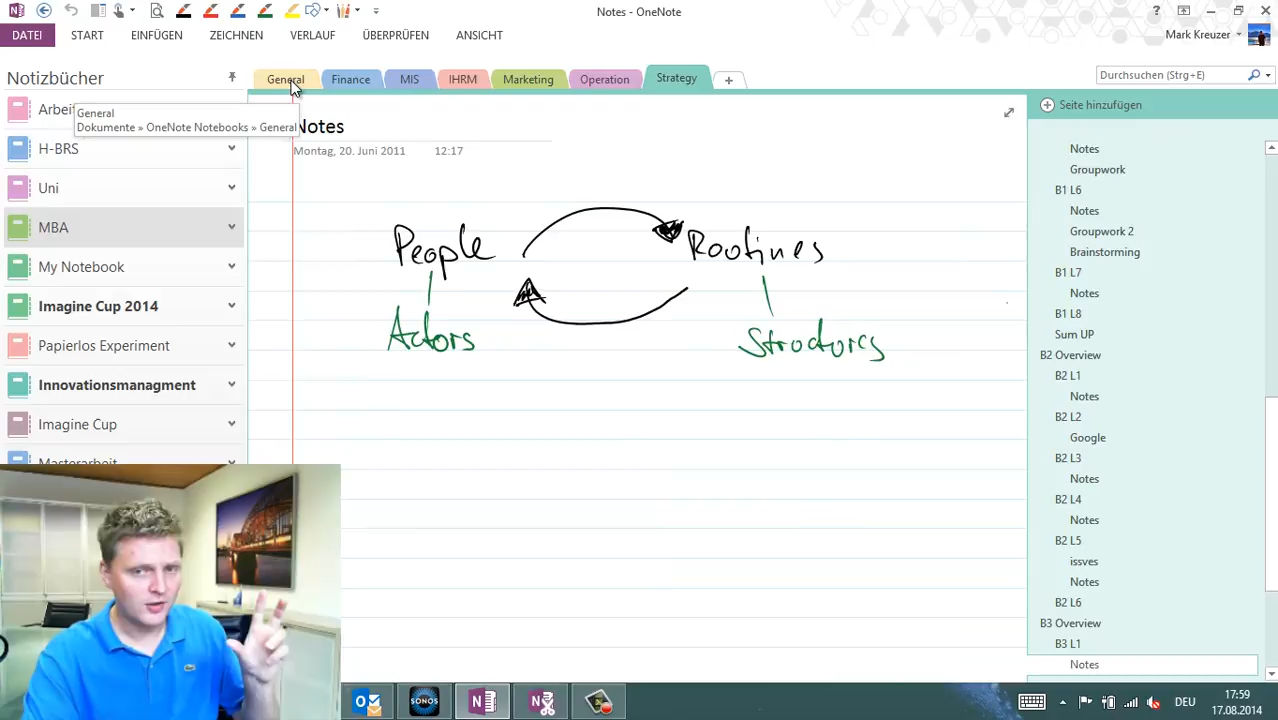 Notes - OneNote
?
DATEI START EINFÜGEN ZEICHNEN VERLAUF ÜBERPRÜFEN ANSICHT
Mark Kreuzer
Notizbücher
General Finance MIS IHRM Marketing Operation Strategy +
Durchsuchen (Strg+E)
General
Dokumente » OneNote Notebooks » General
H-BRS
Uni
MBA
My Notebook
Imagine Cup 2014
Papierlos Experiment
Innovationsmanagment
Imagine Cup
Masterarbeit
Notes
Montag, 20. Juni 2011 12:17
People Rootines
Actors Stroctores
Seite hinzufügen
Notes
Groupwork
B1 L6
Notes
Groupwork 2
Brainstorming
B1 L7
Notes
B1 L8
Sum UP
B2 Overview
B2 L1
Notes
B2 L2
Google
B2 L3
Notes
B2 L4
Notes
B2 L5
issves
Notes
B2 L6
B3 Overview
B3 L1
Notes
SONOS
DEU
17:59
17.08.2014